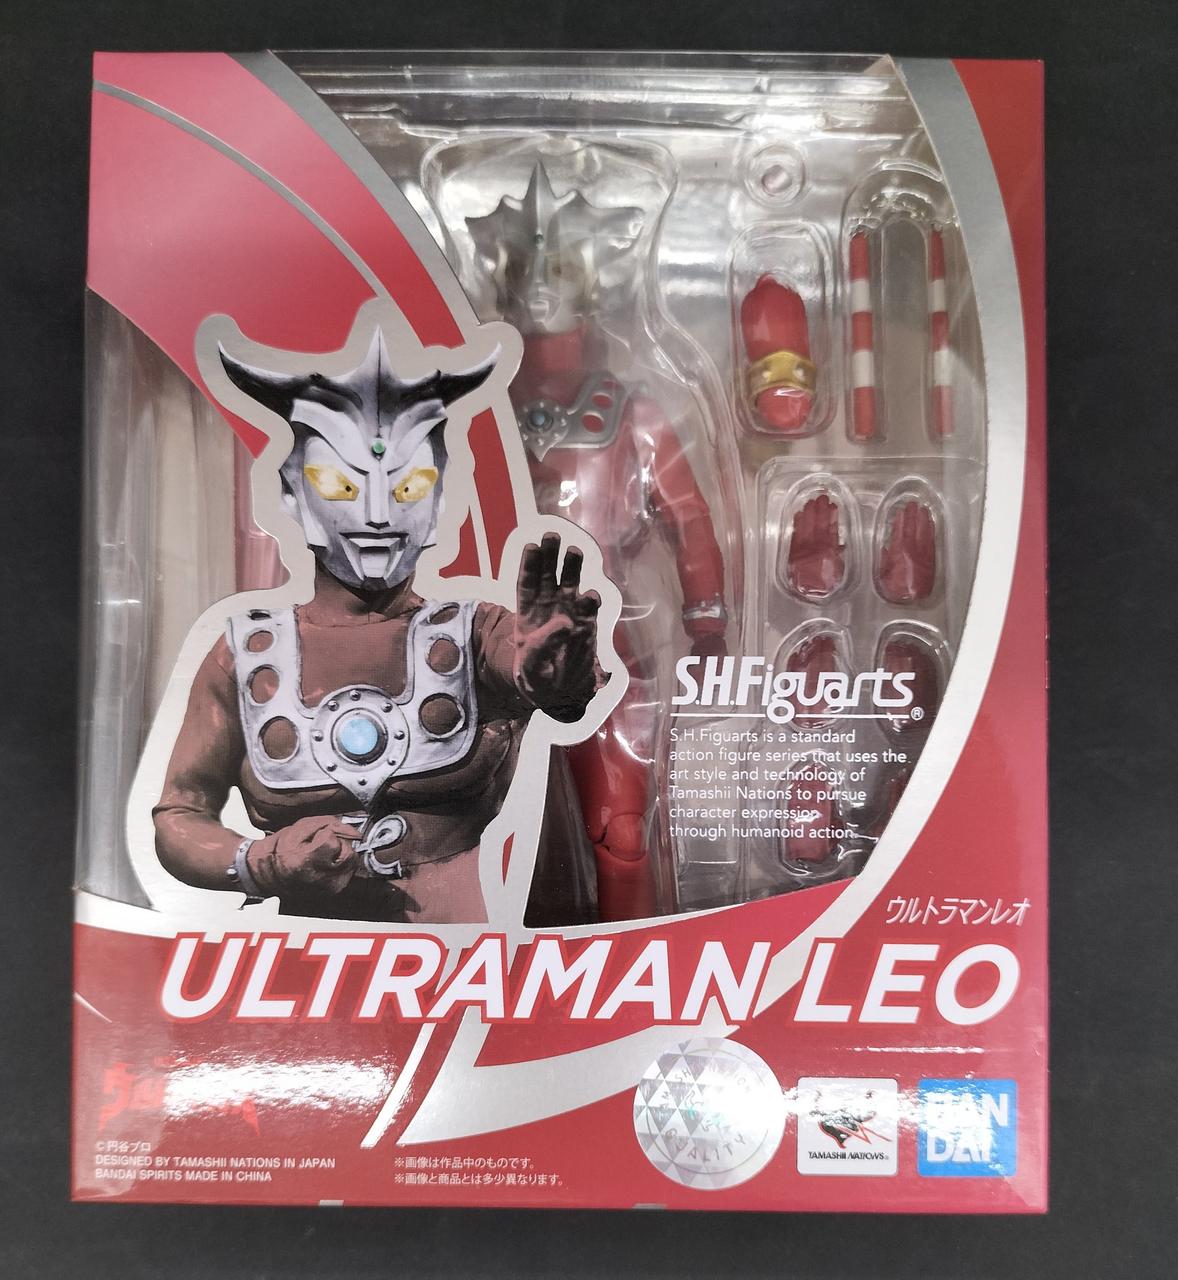 S.H.Figuarts®
S.H.Figuarts is a standard
action figure series that uses the
art style and technology of
Tamashii Nations to pursue
character expression
through humanoid action.
ウルトラマンレオ
ULTRAMAN LEO
©円谷プロ
DESIGNED BY TAMASHII NATIONS IN JAPAN
BANDAI SPIRITS MADE IN CHINA
※画像は作品中のものです。
※画像と商品とは多少異なります。
QUALITY
TAMASHII NATIONS®
BAN
DAI